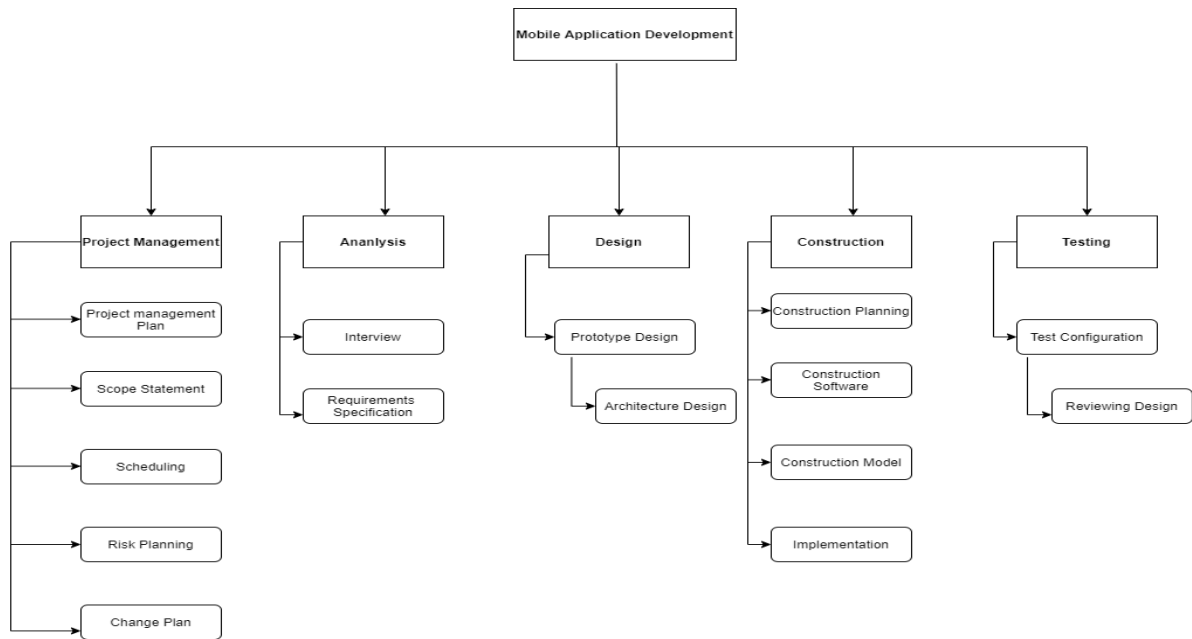 Mobile Application Development
Project Management
Ananlysis
Design
Construction
Testing
Project management
Plan
Scope Statement
Scheduling
Risk Planning
Change Plan
Interview
Requirements
Specification
Prototype Design
Architecture Design
Construction Planning
Construction
Software
Construction Model
Implementation
Test Configuration
Reviewing Design